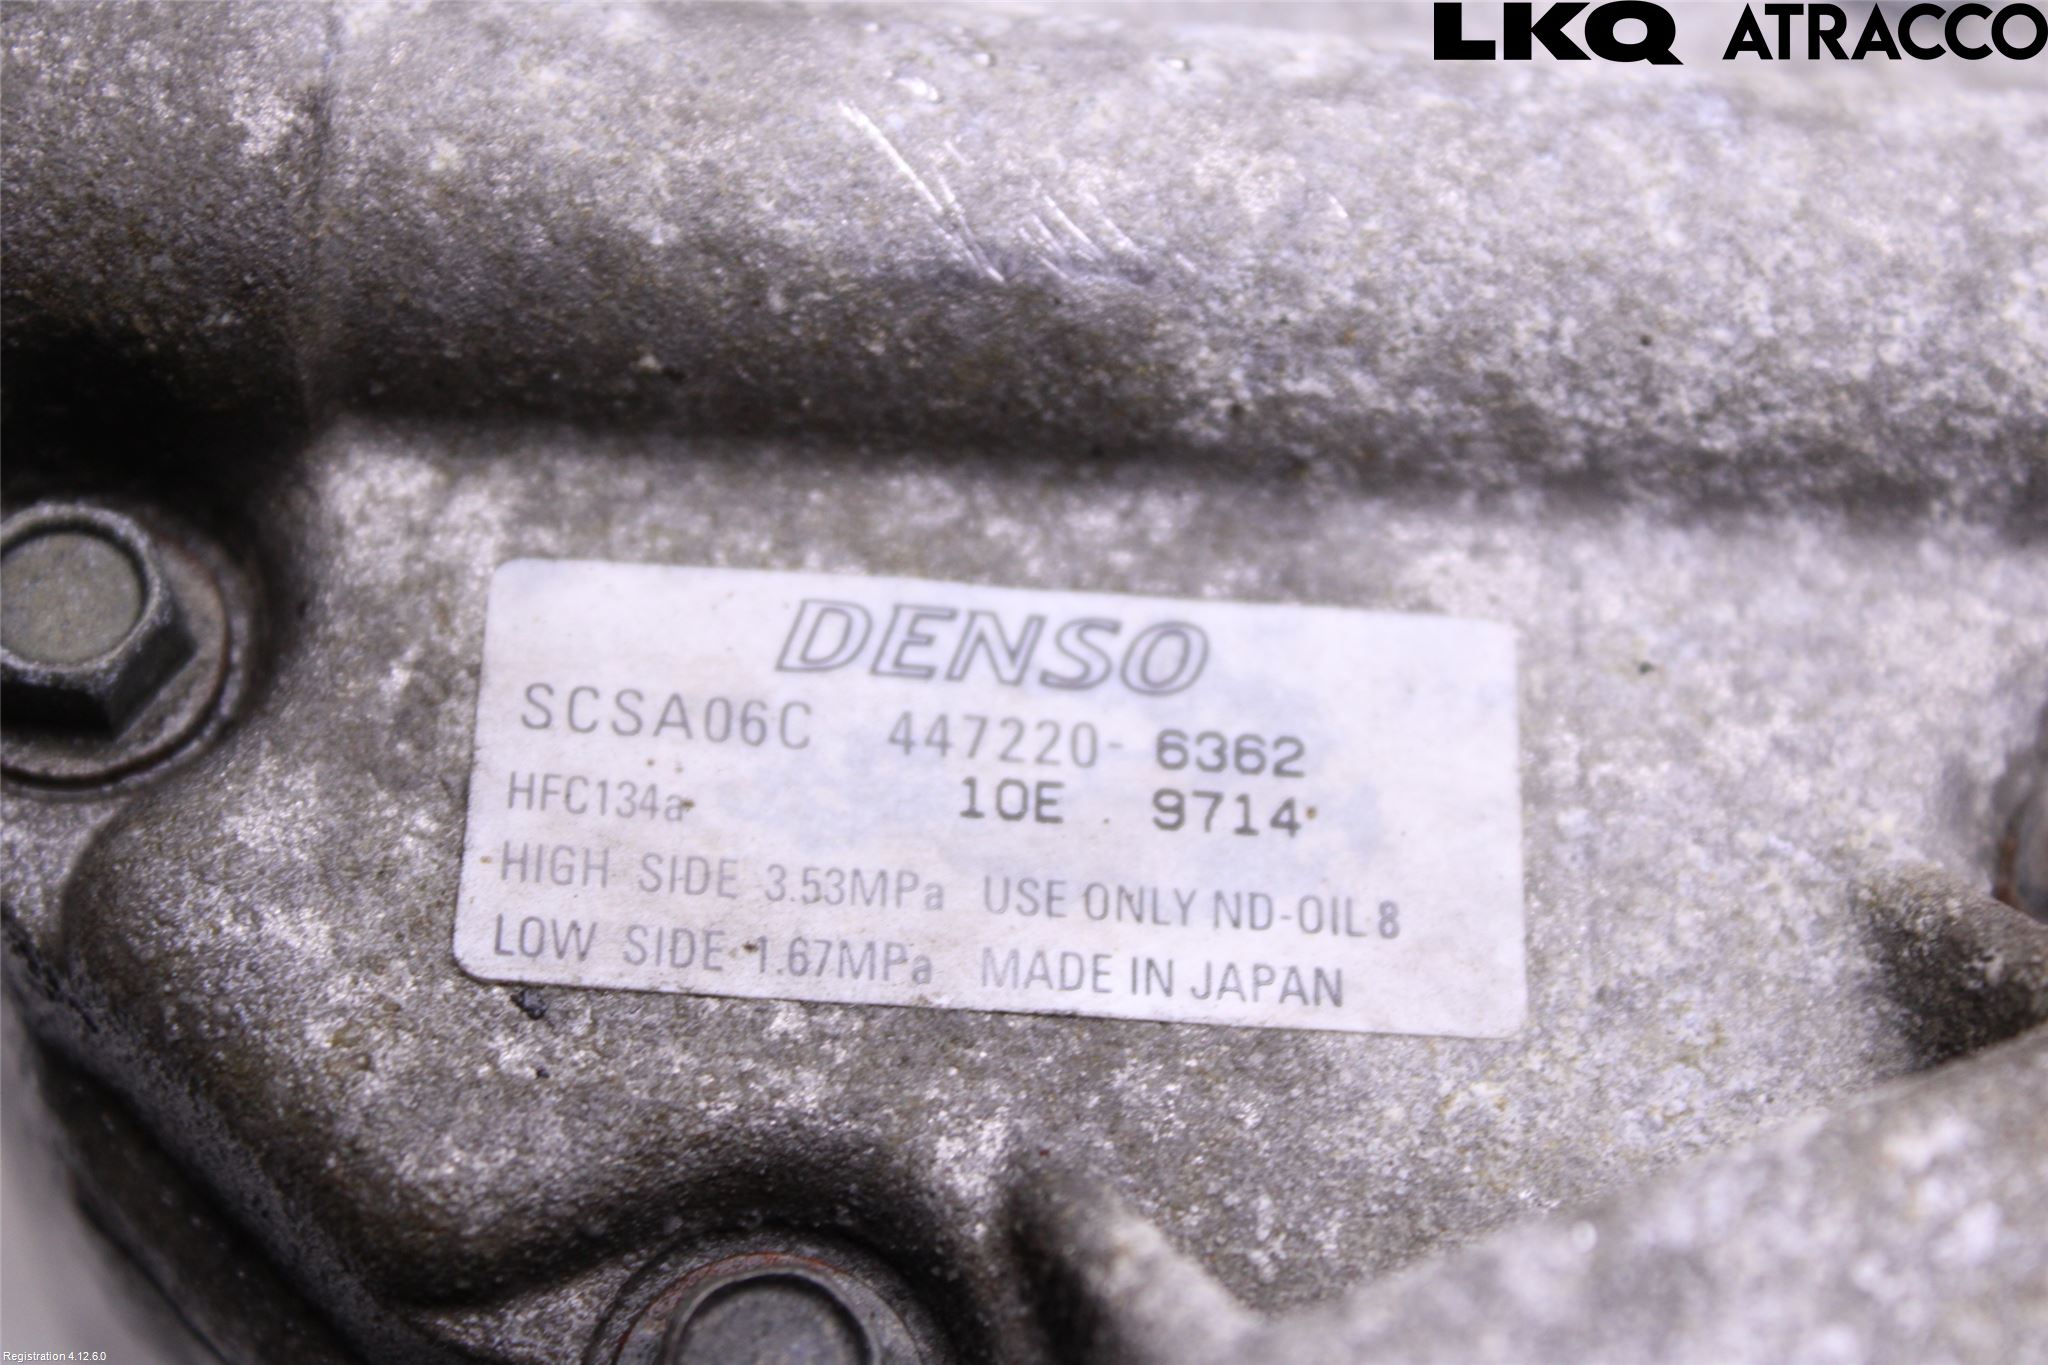 LKQ ATRACCO
DENSO
SCSA06C 447220- 6362
HFC134a 10E 9714
HIGH SIDE 3.53MPa USE ONLY ND-OIL 8
LOW SIDE 1.67MPa MADE IN JAPAN
Registration 4.12.6.0